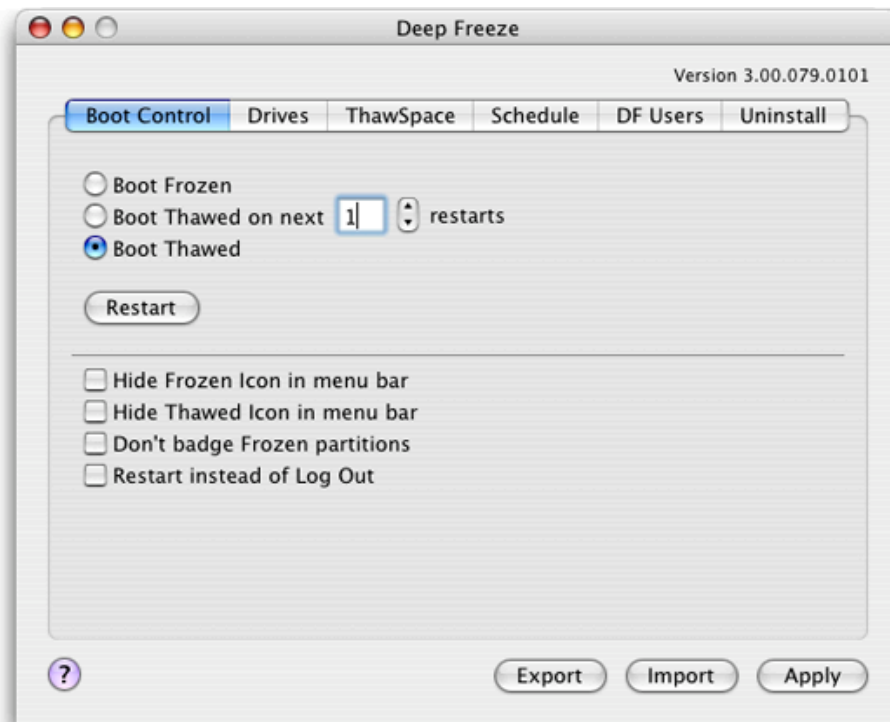 Deep Freeze
Version 3.00.079.0101
Boot Control Drives ThawSpace Schedule DF Users Uninstall
Boot Frozen
Boot Thawed on next 1 restarts
Boot Thawed
Restart
Hide Frozen Icon in menu bar
Hide Thawed Icon in menu bar
Don't badge Frozen partitions
Restart instead of Log Out
? Export Import Apply